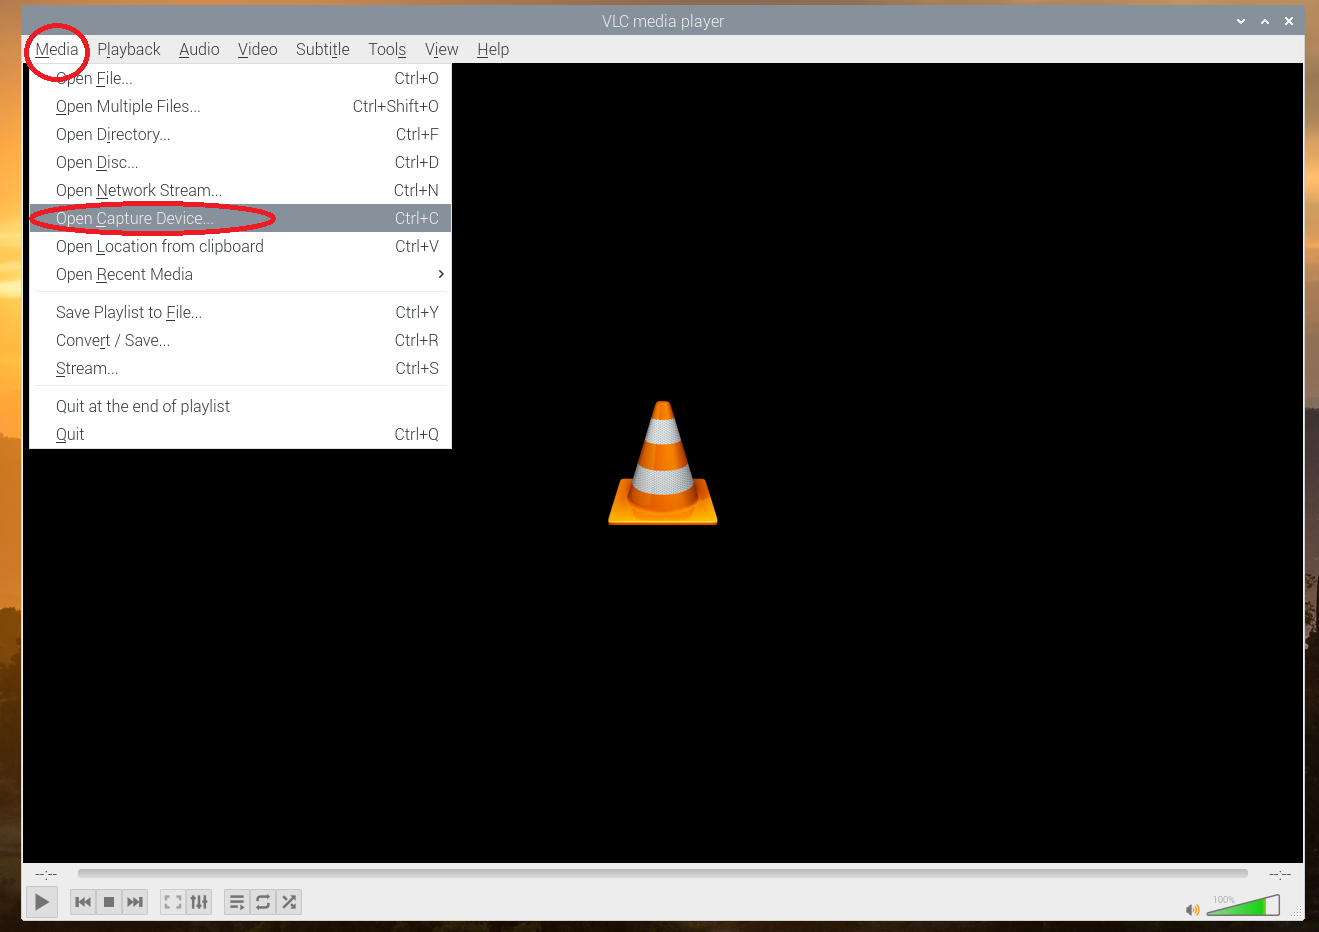 VLC media player
Media Playback Audio Video Subtitle Tools View Help
Open File... Ctrl+O
Open Multiple Files... Ctrl+Shift+O
Open Directory... Ctrl+F
Open Disc... Ctrl+D
Open Network Stream... Ctrl+N
Open Capture Device... Ctrl+C
Open Location from clipboard Ctrl+V
Open Recent Media
Save Playlist to File... Ctrl+Y
Convert / Save... Ctrl+R
Stream... Ctrl+S
Quit at the end of playlist
Quit Ctrl+Q
--:-- --:--
100%